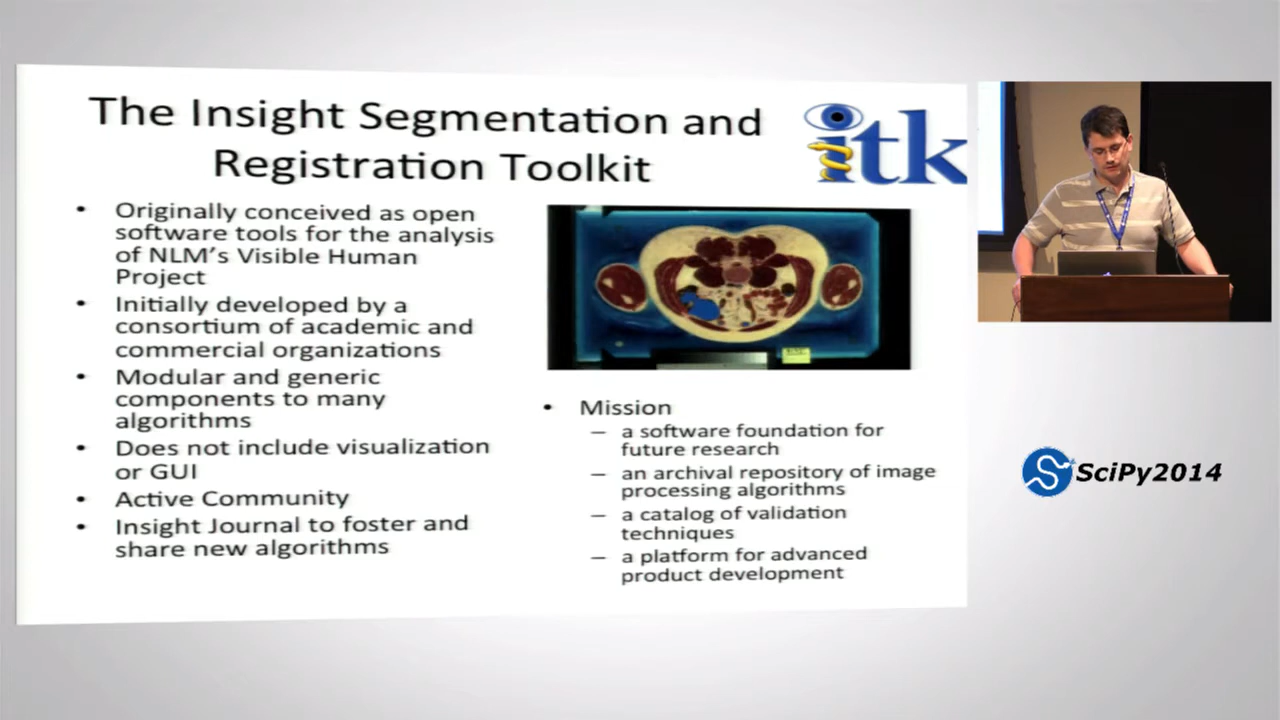 The Insight Segmentation and
Registration Toolkit
itk
• Originally conceived as open
software tools for the analysis
of NLM's Visible Human
Project
• Initially developed by a
consortium of academic and
commercial organizations
• Modular and generic
components to many
algorithms
• Does not include visualization
or GUI
• Active Community
• Insight Journal to foster and
share new algorithms
• Mission
– a software foundation for
future research
– an archival repository of image
processing algorithms
– a catalog of validation
techniques
– a platform for advanced
product development
SciPy2014